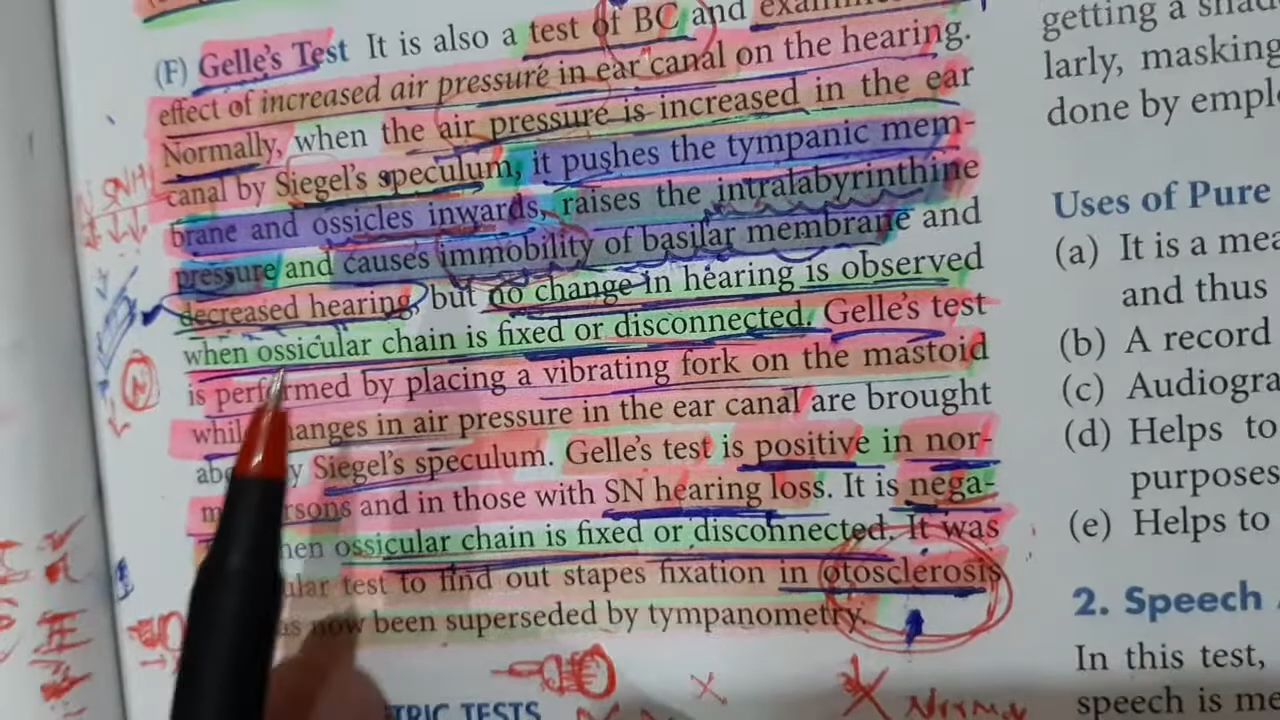 (F) Gelle's Test It is also a test of BC and
effect of increased air pressure in ear canal on the hearing.
Normally, when the air pressure is increased in the ear
canal by Siegel's speculum, it pushes the tympanic mem-
brane and ossicles inwards, raises the intralabyrinthine
pressure and causes immobility of basilar membrane and
decreased hearing, but no change in hearing is observed
when ossicular chain is fixed or disconnected. Gelle's test
is performed by placing a vibrating fork on the mastoid
while changes in air pressure in the ear canal are brought
by Siegel's speculum. Gelle's test is positive in nor-
persons and in those with SN hearing loss. It is nega-
when ossicular chain is fixed or disconnected. It was
test to find out stapes fixation in otosclerosis
now been superseded by tympanometry.
TRIC TESTS
SNHL
N
Normal
getting a
larly, masking
done by
Uses of Pure
(a) It is a
and thus
(b) A record
(c)
(d) Helps to
purposes
(e) Helps to
2. Speech
In this test,
speech is